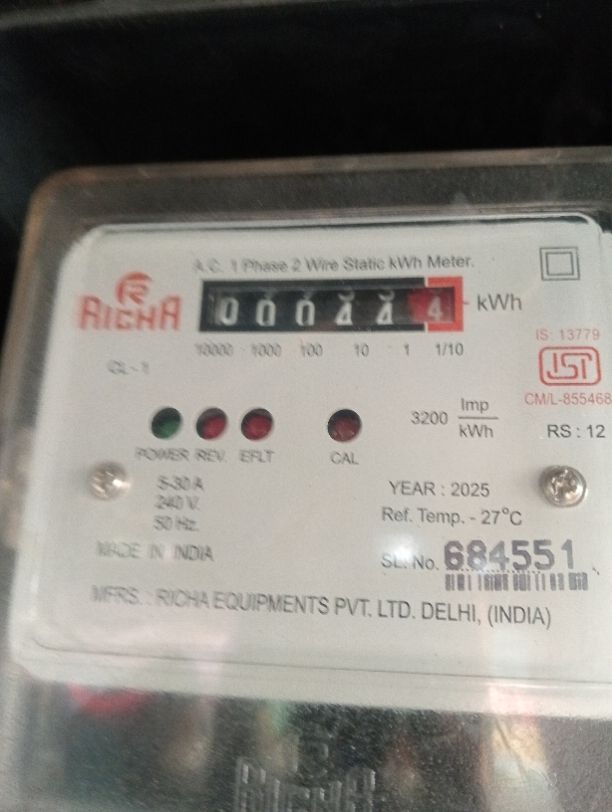 A.C. 1 Phase 2 Wire Static kWh Meter.
RICHA
4 kWh
10000 1000 100 10 1 1/10
CL-1
IS: 13779
ISI
CM/L-855468
3200 Imp/kWh
RS : 12
POWER REV. EFLT CAL
5-30 A
240 V.
50 Hz.
YEAR : 2025
Ref. Temp. - 27°C
MADE IN INDIA
SL. No. 684551
MFRS. : RICHA EQUIPMENTS PVT. LTD. DELHI, (INDIA)
RICHA